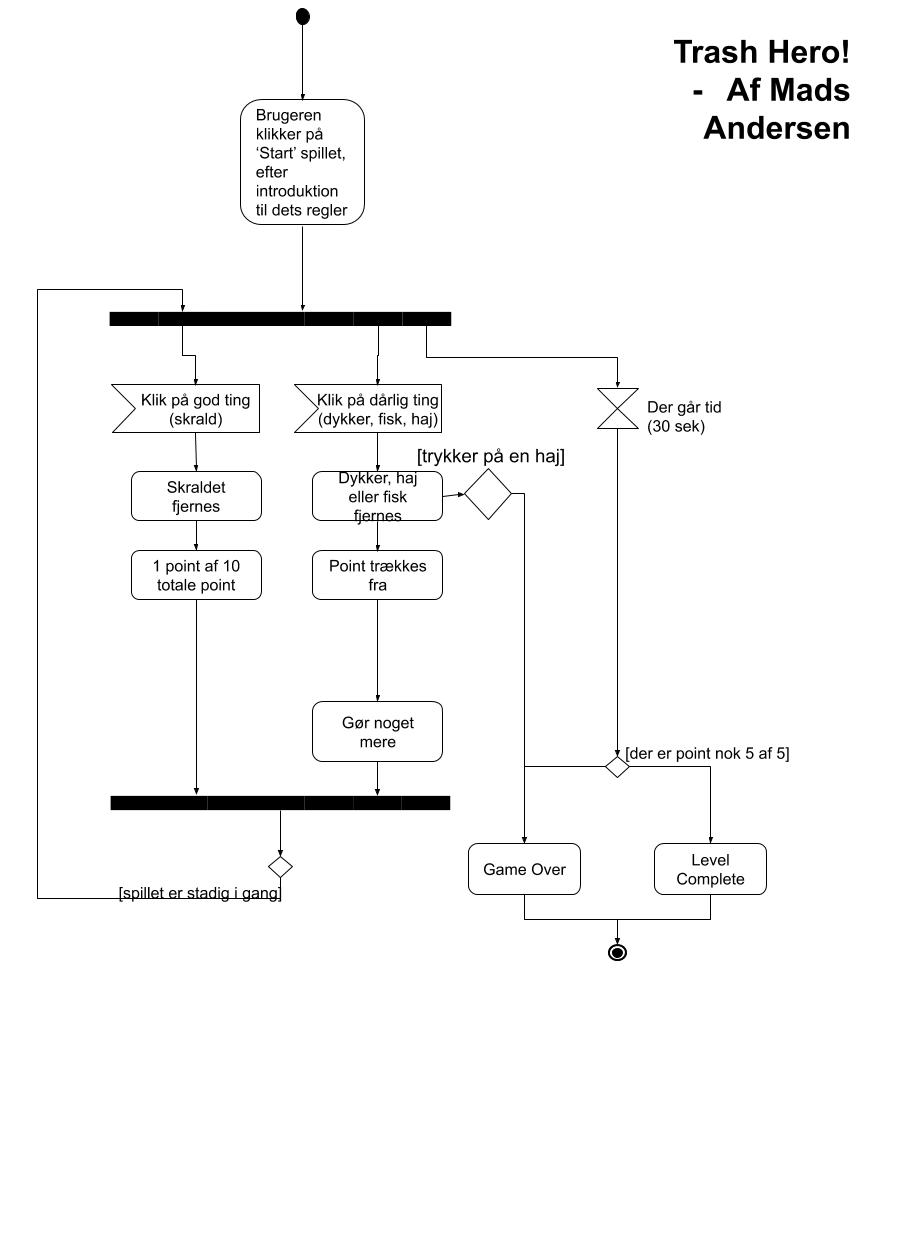 Trash Hero!
- Af Mads
Andersen
Brugeren
klikker på
‘Start’ spillet,
efter
introduktion
til dets regler
Klik på god ting
(skrald)
Klik på dårlig ting
(dykker, fisk, haj)
Der går tid
(30 sek)
[trykker på en haj]
Skraldet
fjernes
Dykker, haj
eller fisk
fjernes
1 point af 10
totale point
Point trækkes
fra
Gør noget
mere
[der er point nok 5 af 5]
Game Over
Level
Complete
[spillet er stadig i gang]